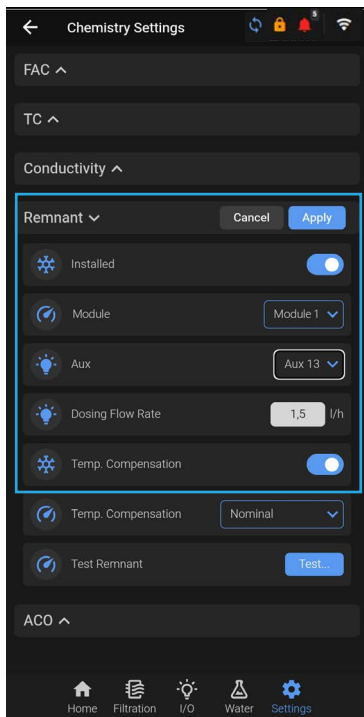 Chemistry Settings
5
FAC
TC
Conductivity
Remnant Cancel Apply
Installed
Module Module 1
Aux Aux 13
Dosing Flow Rate 1,5 l/h
Temp. Compensation
Temp. Compensation Nominal
Test Remnant Test...
ACO
Home Filtration I/O Water Settings